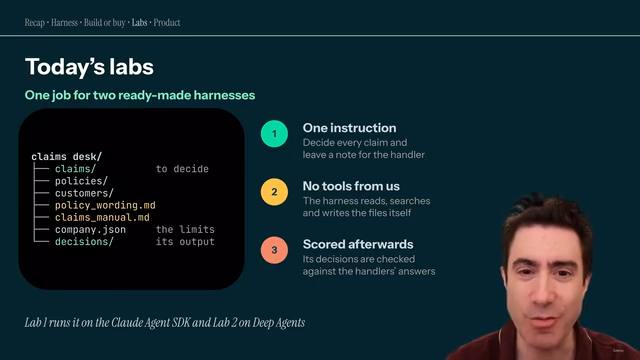 Recap • Harness • Build or buy • Labs • Product
Today's labs
One job for two ready-made harnesses
claims desk/
├── claims/ to decide
├── policies/
├── customers/
├── policy_wording.md
├── claims_manual.md
├── company.json the limits
└── decisions/ its output
1
One instruction
Decide every claim and
leave a note for the handler
2
No tools from us
The harness reads, searches
and writes the files itself
3
Scored afterwards
Its decisions are checked
against the handlers' answers
Lab 1 runs it on the Claude Agent SDK and Lab 2 on Deep Agents